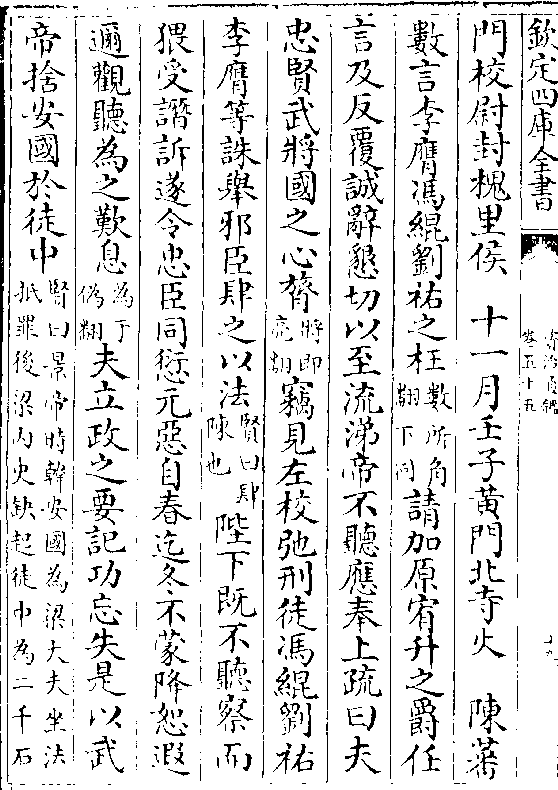 欽定四庫全書
資治通鑑
卷五十五
十九
門校尉封槐里侯　十一月壬子黃門北寺火　陳蕃
數言李膺馮緄劉祐之枉數所角翻下同請加原宥升之爵任
言及反覆誠辭懇切以至流涕帝不聽應奉上疏曰夫
忠賢武將國之心膂將即亮翻竊見左校弛刑徒馮緄劉祐
李膺等誅舉邪臣肆之以法賢曰肆陳也陛下既不聽察而
猥受譖訴遂令忠臣同愆元惡自春迄冬不蒙降恕遐
邇觀聽為之歎息為于偽翻夫立政之要記功忘失是以武
帝捨安國於徒中賢曰景帝時韓安國為梁大夫坐法抵罪後梁內史缺起徒中為二千石